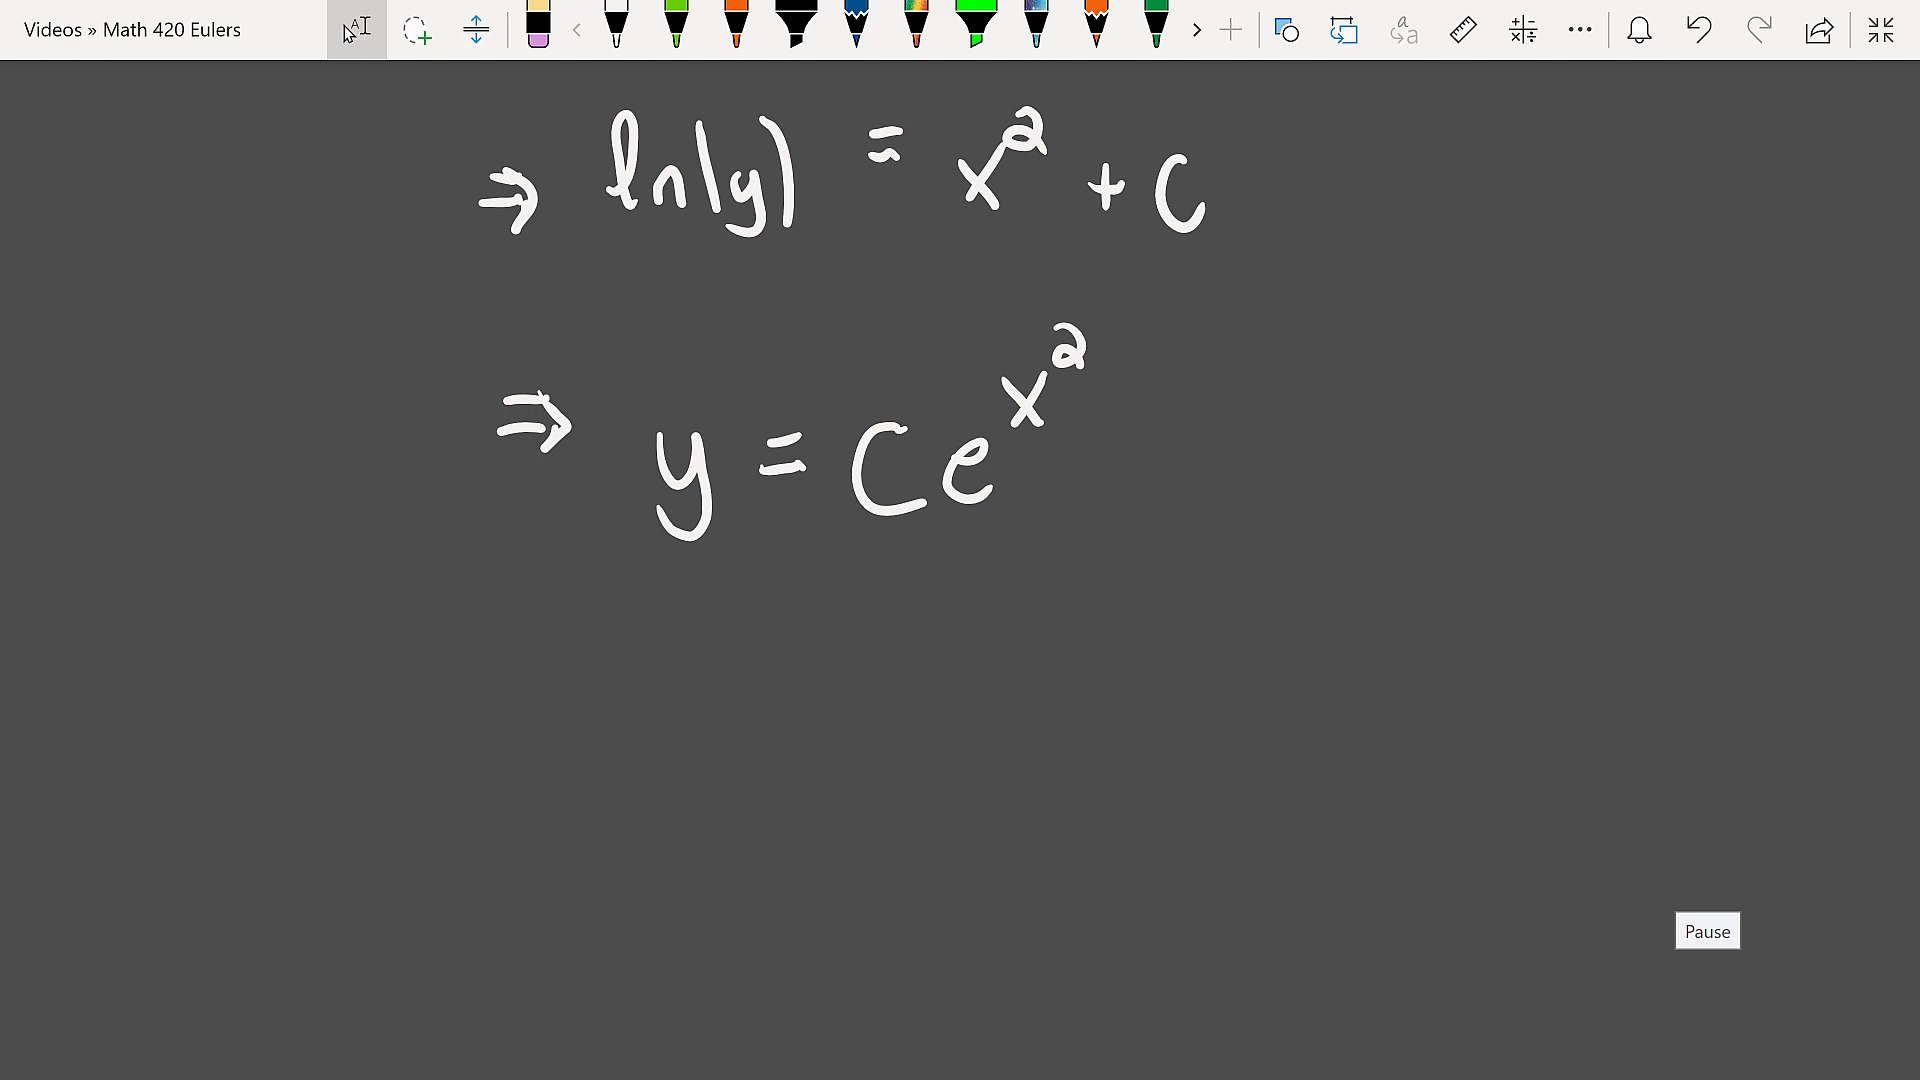 Videos » Math 420 Eulers
⇒ ln(y) = x² + C
⇒ y = Ce^{x²}
Pause